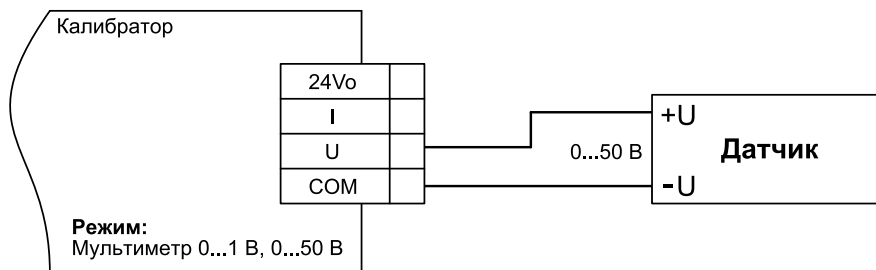 Калибратор
24Vo
I
U
COM
+U
0...50 В
Датчик
-U
Режим:
Мультиметр 0...1 В, 0...50 В